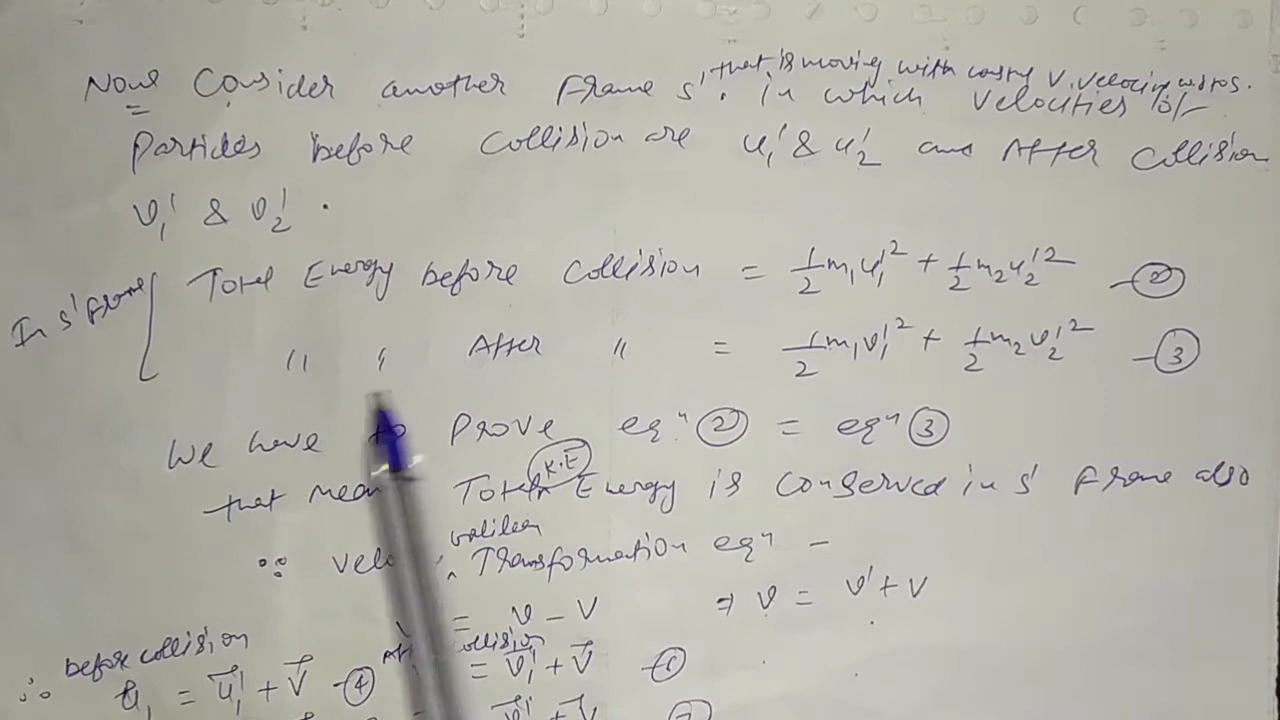 Now Consider another Frame s' that is moving with const V. velocity w.r.to s. in which velocities of
Particles before Collision are u₁' & u₂' and After Collision
v₁' & v₂' .
In s' Frame
Total Energy before Collision = 1/2 m₁u₁'² + 1/2 m₂u₂'² — ②
" " After " = 1/2 m₁v₁'² + 1/2 m₂v₂'² — ③
We have to Prove eqⁿ ② = eqⁿ ③
that mean Total K.E Energy is Conserved in s' Frame also
∵ Galilean Transformation eqⁿ —
= v − V ⇒ v = v' + V
before collision collision
∴ u₁ = u₁' + V — ④ = v₁' + V — ⑥
v₁' + V ⑦